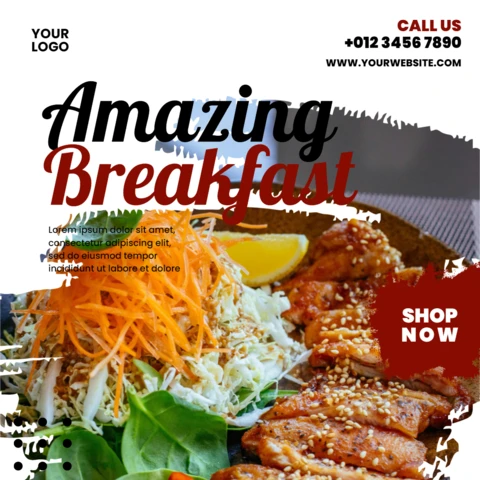 YOUR
LOGO
CALL US
+012 3456 7890
WWW.YOURWEBSITE.COM
Amazing
Breakfast
Lorem ipsum dolor sit amet,
consectetur adipiscing elit,
sed do eiusmod tempor
incididunt ut labore et dolore
SHOP
NOW